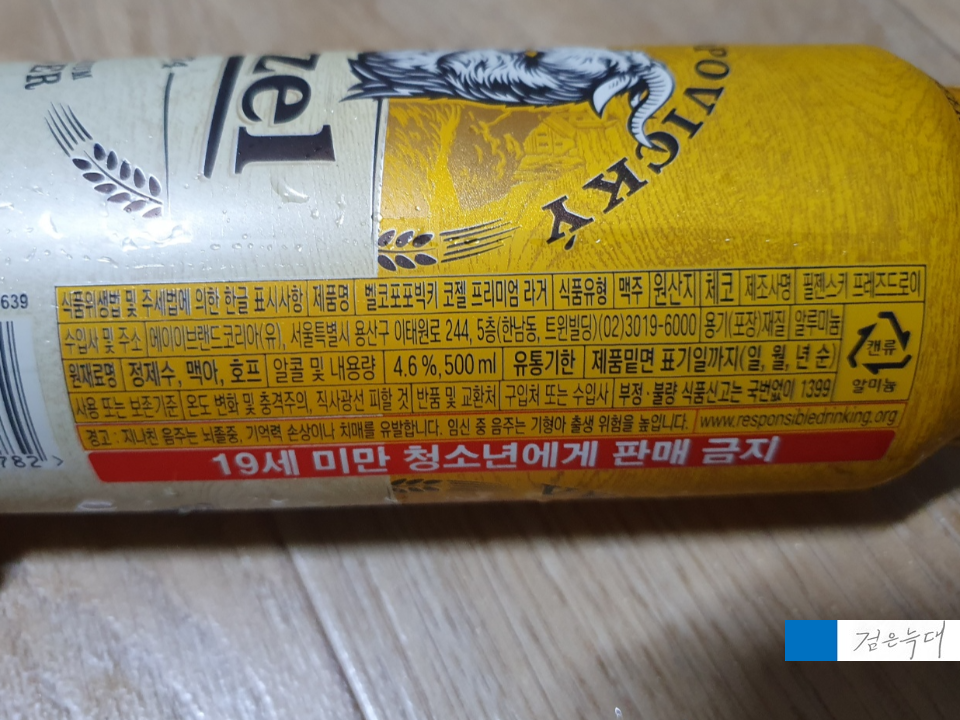 zel
POVICKY
639
식품위생법 및 주세법에 의한 한글 표시사항 제품명 벨코포포빅키 코젤 프리미엄 라거 식품유형 맥주 원산지 체코 제조사명 필젠스키 프레즈드로이
수입사 및 주소 메이이브랜드코리아(유), 서울특별시 용산구 이태원로 244, 5층(한남동, 트윈빌딩)(02)3019-6000 용기(포장)재질 알루미늄
원재료명 정제수, 맥아, 호프 알콜 및 내용량 4.6%, 500ml 유통기한 제품밑면 표기일까지(일, 월, 년 순)
캔류
알미늄
사용 또는 보존기준 온도 변화 및 충격주의, 직사광선 피할 것 반품 및 교환처 구입처 또는 수입사 부정·불량 식품신고는 국번없이 1399
경고 : 지나친 음주는 뇌졸중, 기억력 손상이나 치매를 유발합니다. 임신 중 음주는 기형아 출생 위험을 높입니다. www.responsibledrinking.org
19세 미만 청소년에게 판매 금지
782>
검은늑대